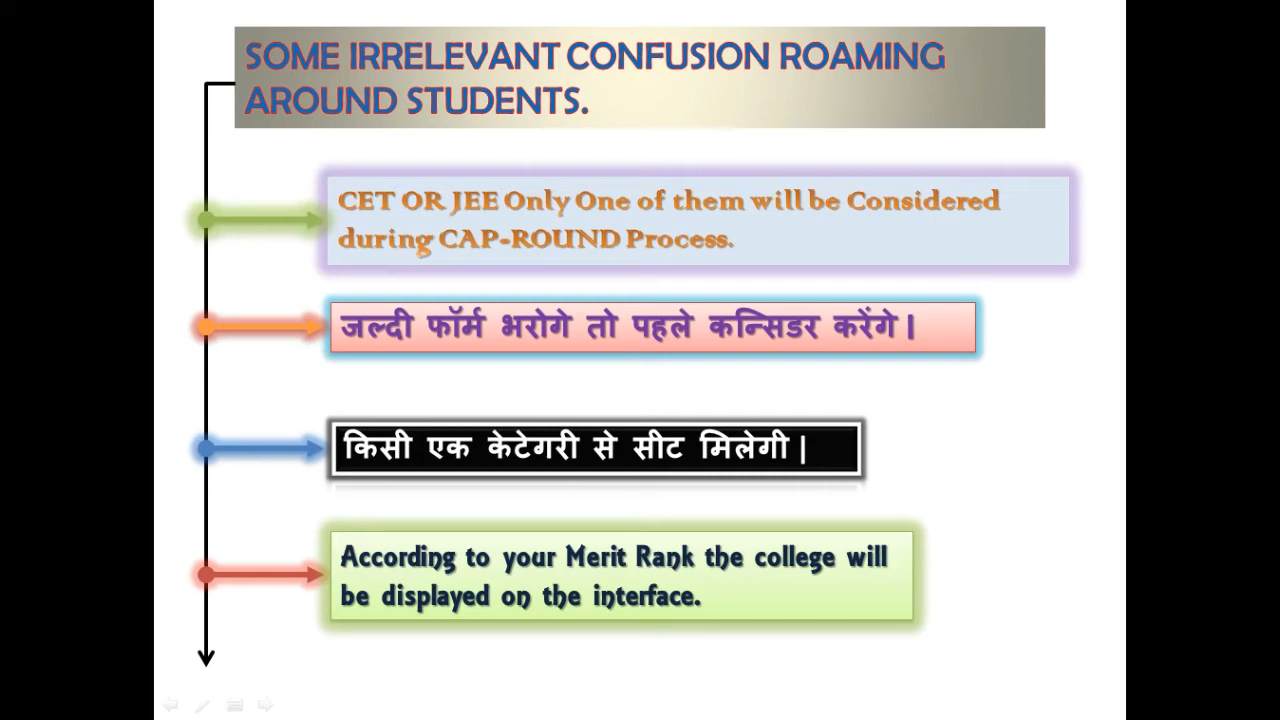 SOME IRRELEVANT CONFUSION ROAMING
AROUND STUDENTS.
CET OR JEE Only One of them will be Considered
during CAP-ROUND Process.
जल्दी फॉर्म भरोगे तो पहले कन्सिडर करेंगे |
किसी एक केटेगरी से सीट मिलेगी |
According to your Merit Rank the college will
be displayed on the interface.